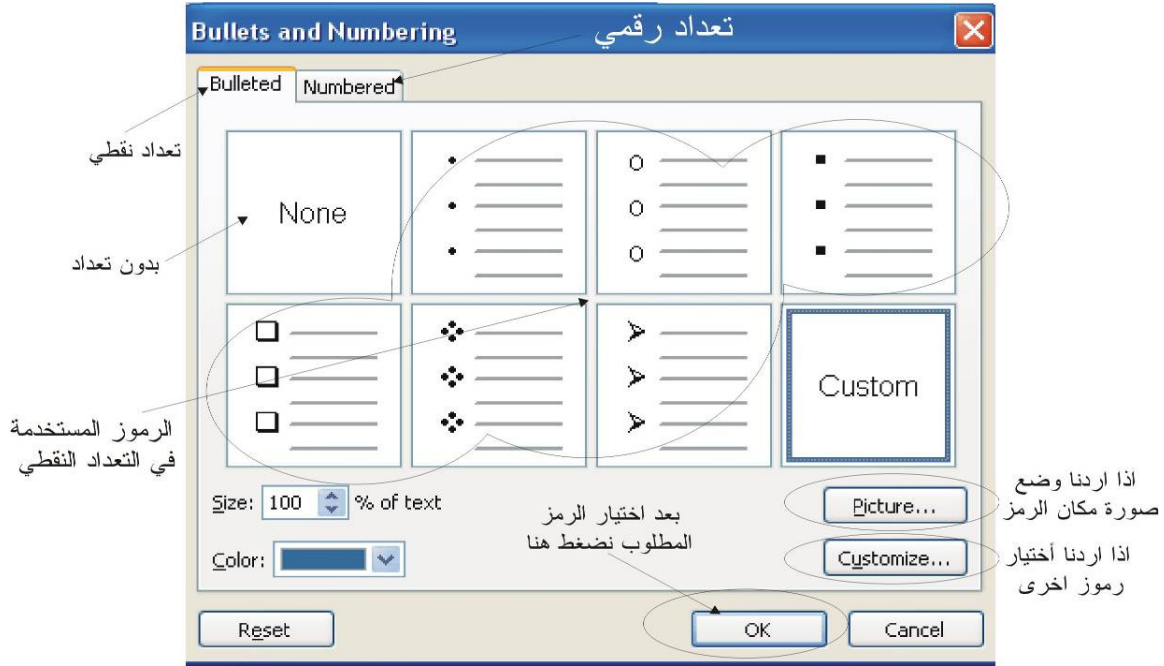 Bullets and Numbering
تعداد رقمي
Bulleted
Numbered
تعداد نقطي
None
بدون تعداد
Custom
الرموز المستخدمة
في التعداد النقطي
Size: 100 % of text
Color:
بعد اختيار الرمز
المطلوب نضغط هنا
Picture...
اذا اردنا وضع
صورة مكان الرمز
Customize...
اذا اردنا أختيار
رموز اخرى
Reset
OK
Cancel